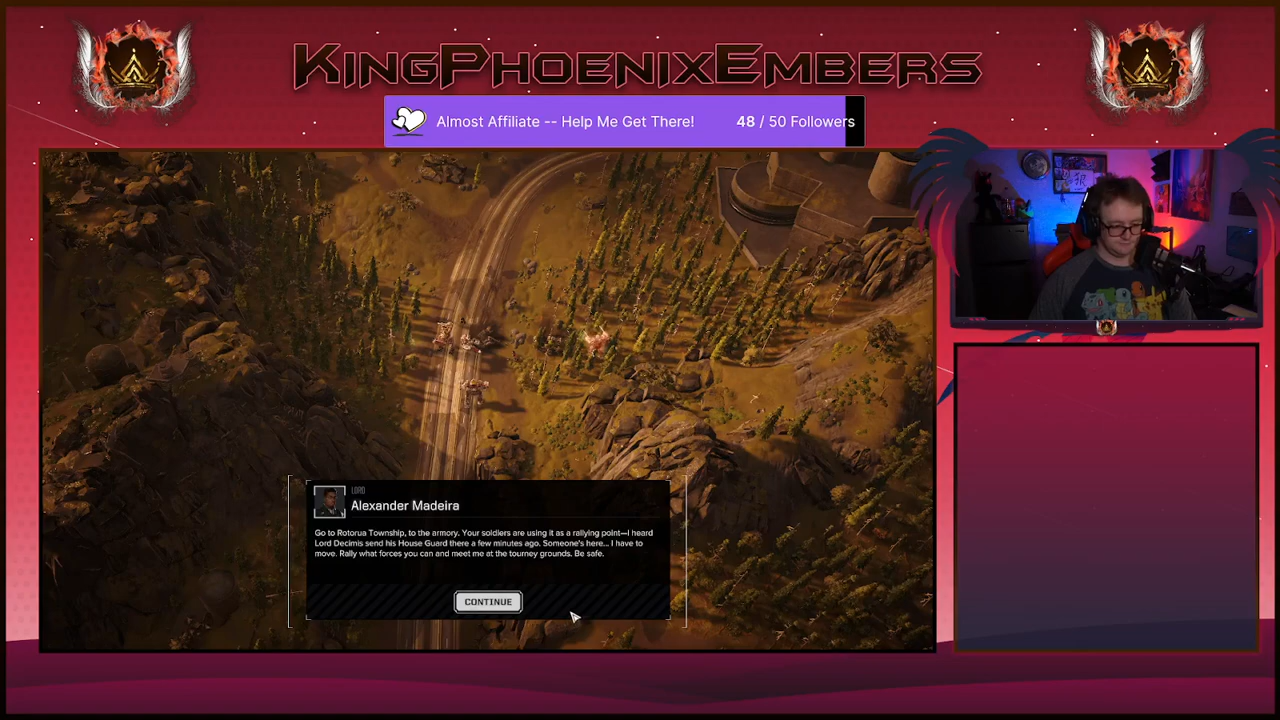 KingPhoenixEmbers
Almost Affiliate -- Help Me Get There! 48 / 50 Followers
LORD
Alexander Madeira
Go to Rotorua Township, to the armory. Your soldiers are using it as a rallying point—I heard
Lord Decimis send his House Guard there a few minutes ago. Someone's here... I have to
move. Rally what forces you can and meet me at the tourney grounds. Be safe.
CONTINUE